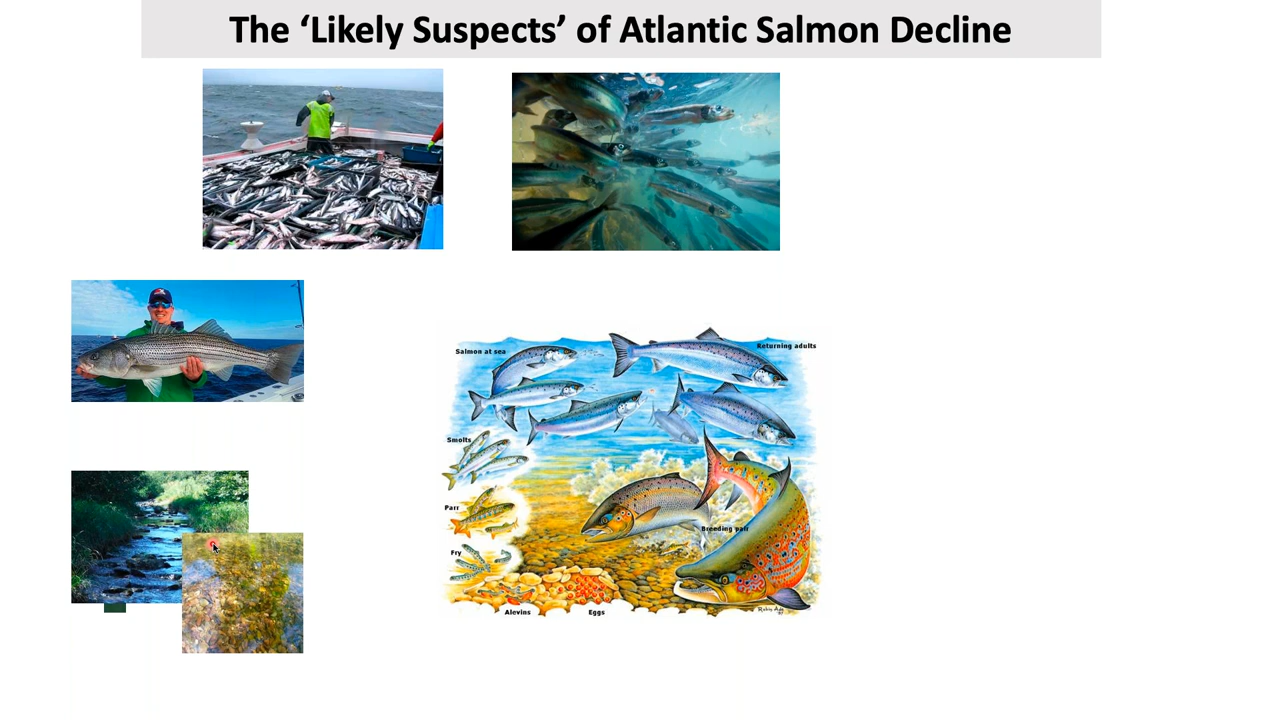 The ‘Likely Suspects’ of Atlantic Salmon Decline
Salmon at sea
Returning adults
Smolts
Parr
Breeding pair
Fry
Alevins
Eggs